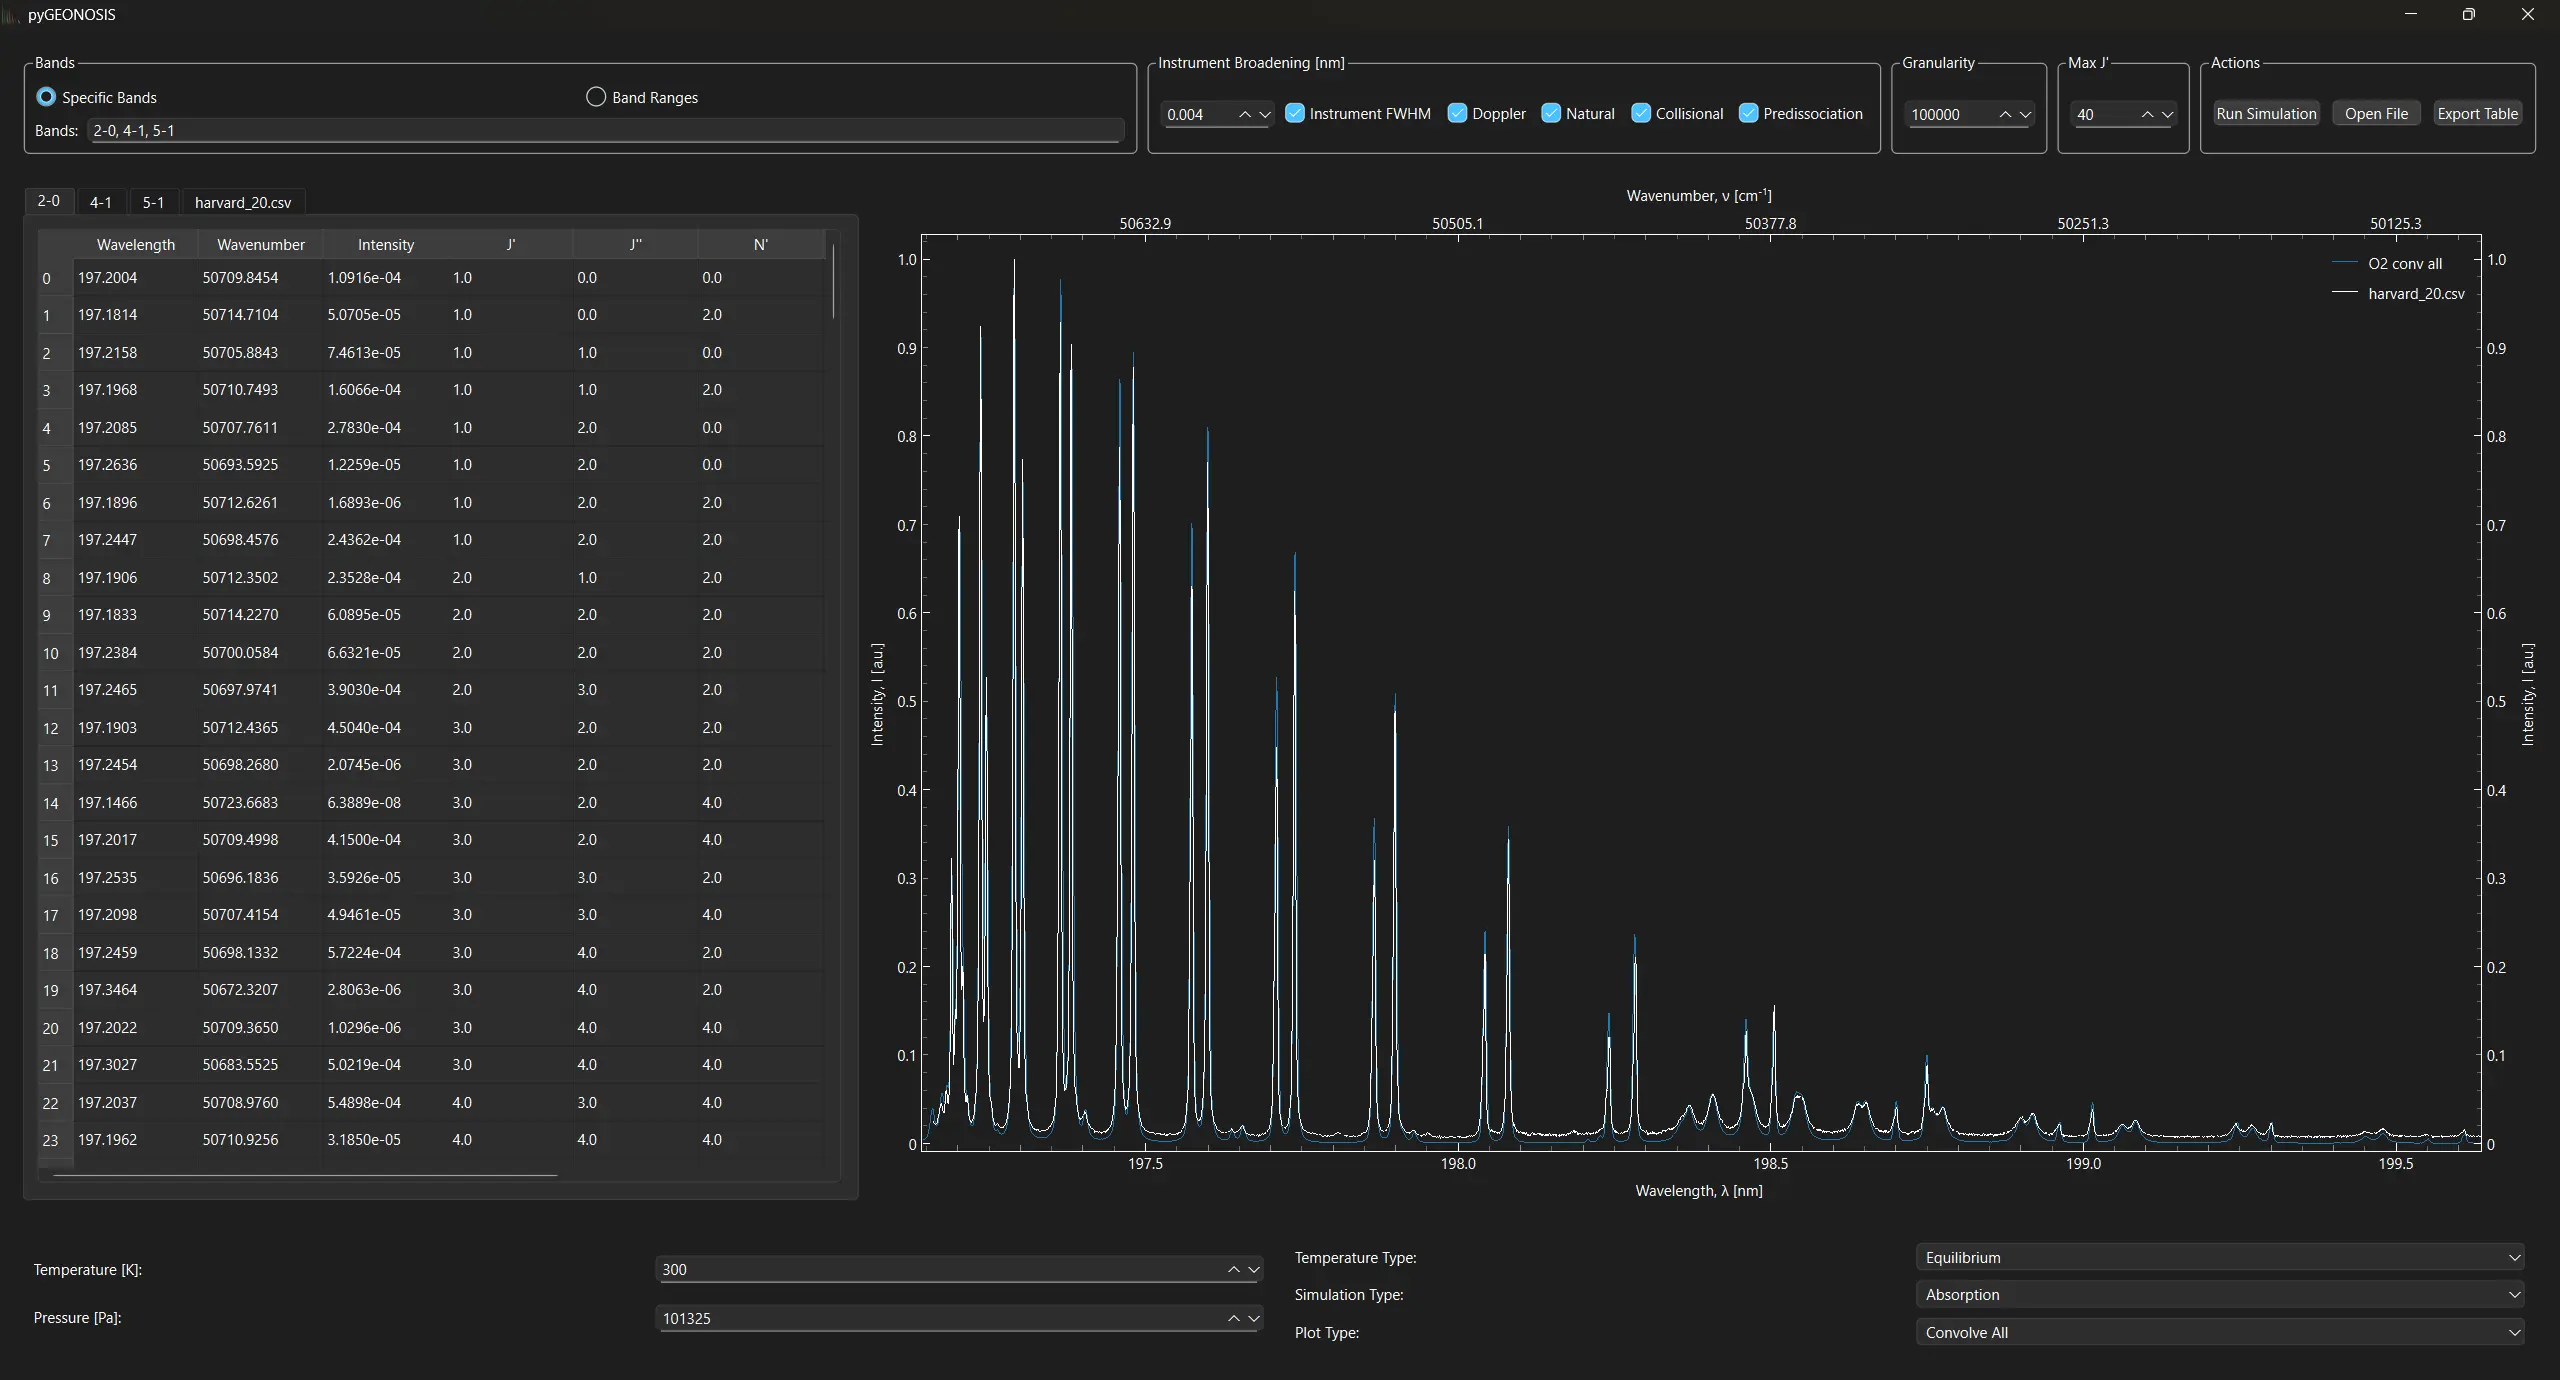 pyGEONOSIS
Bands
Specific Bands
Band Ranges
Bands: 2-0, 4-1, 5-1
Instrument Broadening [nm]
0.004
Instrument FWHM
Doppler
Natural
Collisional
Predissociation
Granularity
100000
Max J'
40
Actions
Run Simulation
Open File
Export Table
2-0 4-1 5-1 harvard_20.csv
Wavelength Wavenumber Intensity J' J'' N'
0 197.2004 50709.8454 1.0916e-04 1.0 0.0 0.0
1 197.1814 50714.7104 5.0705e-05 1.0 0.0 2.0
2 197.2158 50705.8843 7.4613e-05 1.0 1.0 0.0
3 197.1968 50710.7493 1.6066e-04 1.0 1.0 2.0
4 197.2085 50707.7611 2.7830e-04 1.0 2.0 0.0
5 197.2636 50693.5925 1.2259e-05 1.0 2.0 0.0
6 197.1896 50712.6261 1.6893e-06 1.0 2.0 2.0
7 197.2447 50698.4576 2.4362e-04 1.0 2.0 2.0
8 197.1906 50712.3502 2.3528e-04 2.0 1.0 2.0
9 197.1833 50714.2270 6.0895e-05 2.0 2.0 2.0
10 197.2384 50700.0584 6.6321e-05 2.0 2.0 2.0
11 197.2465 50697.9741 3.9030e-04 2.0 3.0 2.0
12 197.1903 50712.4365 4.5040e-04 3.0 2.0 2.0
13 197.2454 50698.2680 2.0745e-06 3.0 2.0 2.0
14 197.1466 50723.6683 6.3889e-08 3.0 2.0 4.0
15 197.2017 50709.4998 4.1500e-04 3.0 2.0 4.0
16 197.2535 50696.1836 3.5926e-05 3.0 3.0 2.0
17 197.2098 50707.4154 4.9461e-05 3.0 3.0 4.0
18 197.2459 50698.1332 5.7224e-04 3.0 4.0 2.0
19 197.3464 50672.3207 2.8063e-06 3.0 4.0 2.0
20 197.2022 50709.3650 1.0296e-06 3.0 4.0 4.0
21 197.3027 50683.5525 5.0219e-04 3.0 4.0 4.0
22 197.2037 50708.9760 5.4898e-04 4.0 3.0 4.0
23 197.1962 50710.9256 3.1850e-05 4.0 4.0 4.0
Wavenumber, ν [cm⁻¹]
50632.9 50505.1 50377.8 50251.3 50125.3
O2 conv all
harvard_20.csv
1.0 1.0
0.9 0.9
0.8 0.8
0.7 0.7
0.6 0.6
0.5 0.5
0.4 0.4
0.3 0.3
0.2 0.2
0.1 0.1
0 0
Intensity, I [a.u.]
Intensity, I [a.u.]
197.5 198.0 198.5 199.0 199.5
Wavelength, λ [nm]
Temperature [K]: 300
Pressure [Pa]: 101325
Temperature Type: Equilibrium
Simulation Type: Absorption
Plot Type: Convolve All